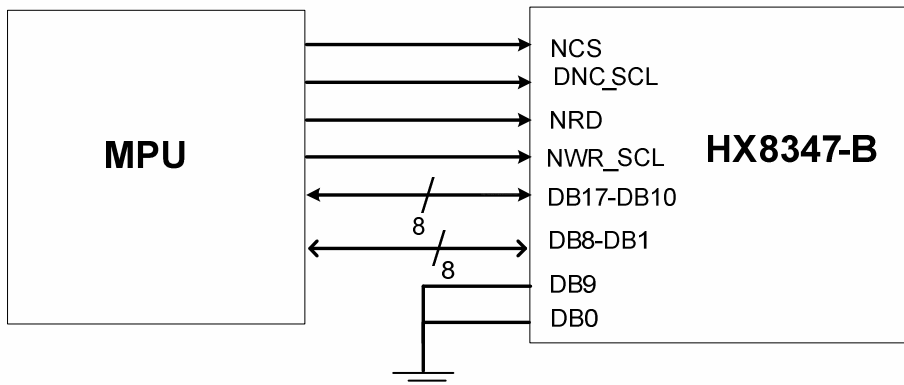 MPU
HX8347-B
NCS
DNC_SCL
NRD
NWR_SCL
DB17-DB10
8
DB8-DB1
8
DB9
DB0